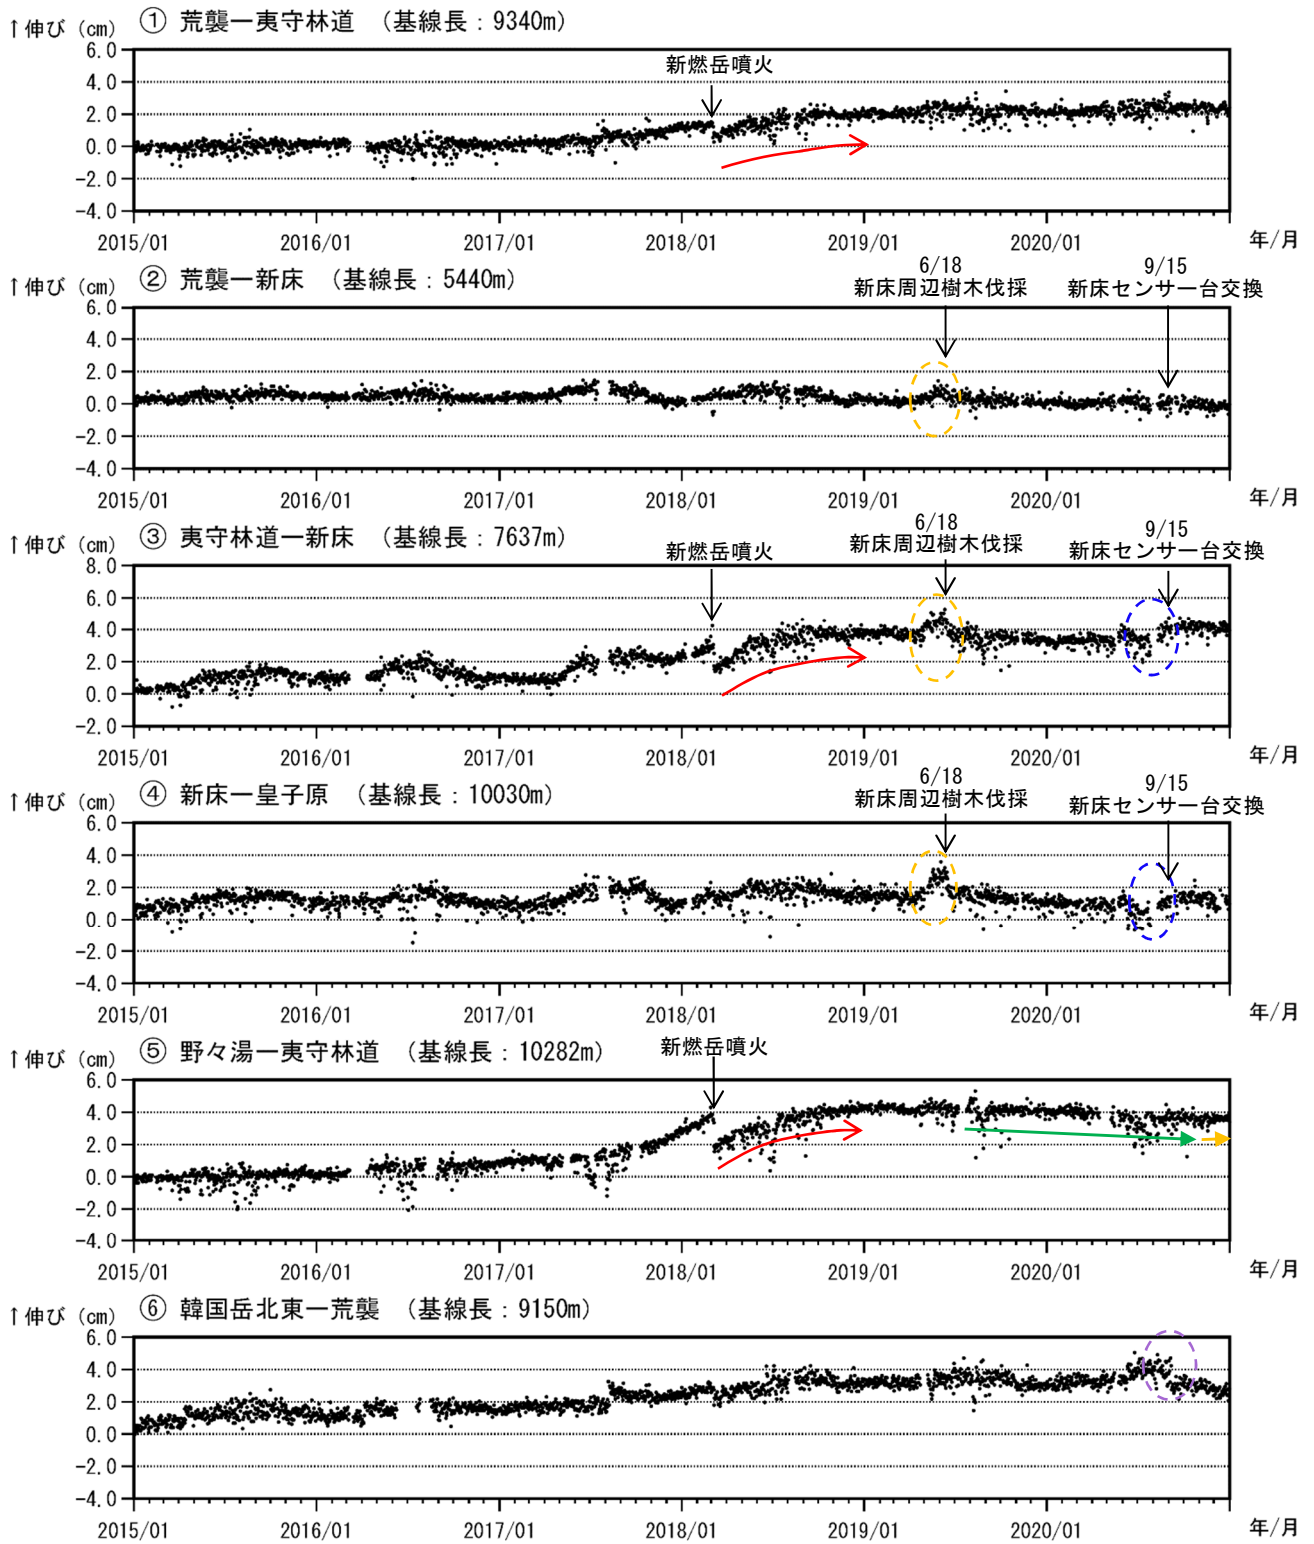 ↑伸び（㎝） ① 荒襲ー夷守林道 （基線長：9340m）
新燃岳噴火
6.0
4.0
2.0
0.0
-2.0
-4.0
2015/01 2016/01 2017/01 2018/01 2019/01 2020/01 年/月
↑伸び（㎝） ② 荒襲ー新床 （基線長：5440m）
6/18 9/15
新床周辺樹木伐採 新床センサー台交換
6.0
4.0
2.0
0.0
-2.0
-4.0
2015/01 2016/01 2017/01 2018/01 2019/01 2020/01 年/月
↑伸び（㎝） ③ 夷守林道ー新床 （基線長：7637m）
新燃岳噴火
6/18 9/15
新床周辺樹木伐採 新床センサー台交換
8.0
6.0
4.0
2.0
0.0
-2.0
2015/01 2016/01 2017/01 2018/01 2019/01 2020/01 年/月
↑伸び（㎝） ④ 新床ー皇子原 （基線長：10030m）
6/18 9/15
新床周辺樹木伐採 新床センサー台交換
6.0
4.0
2.0
0.0
-2.0
-4.0
2015/01 2016/01 2017/01 2018/01 2019/01 2020/01 年/月
↑伸び（㎝） ⑤ 野々湯ー夷守林道 （基線長：10282m）
新燃岳噴火
6.0
4.0
2.0
0.0
-2.0
-4.0
2015/01 2016/01 2017/01 2018/01 2019/01 2020/01 年/月
↑伸び（㎝） ⑥ 韓国岳北東ー荒襲 （基線長：9150m）
6.0
4.0
2.0
0.0
-2.0
-4.0
2015/01 2016/01 2017/01 2018/01 2019/01 2020/01 年/月